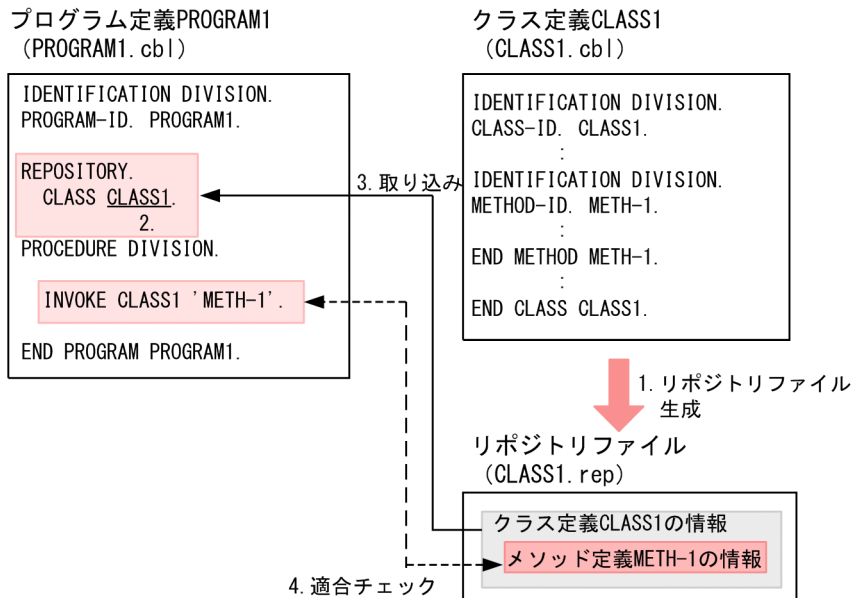 プログラム定義PROGRAM1
(PROGRAM1.cbl)
IDENTIFICATION DIVISION.
PROGRAM-ID. PROGRAM1.
REPOSITORY.
CLASS CLASS1.
2.
PROCEDURE DIVISION.
INVOKE CLASS1 'METH-1'.
END PROGRAM PROGRAM1.
3.取り込み
クラス定義CLASS1
(CLASS1.cbl)
IDENTIFICATION DIVISION.
CLASS-ID. CLASS1.
:
IDENTIFICATION DIVISION.
METHOD-ID. METH-1.
:
END METHOD METH-1.
:
END CLASS CLASS1.
1.リポジトリファイル
生成
リポジトリファイル
(CLASS1.rep)
クラス定義CLASS1の情報
メソッド定義METH-1の情報
4.適合チェック